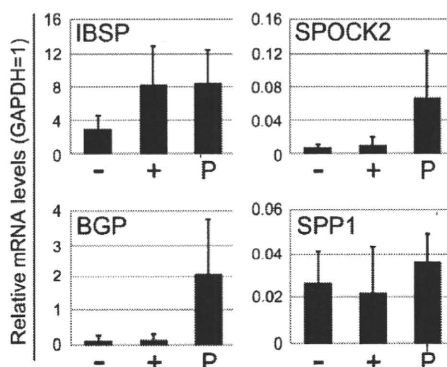 Relative mRNA levels (GAPDH=1)
IBSP
16
12
8
4
0
- + P
SPOCK2
0.16
0.12
0.08
0.04
0
- + P
BGP
4
3
2
1
0
- + P
SPP1
0.06
0.04
0.02
0
- + P